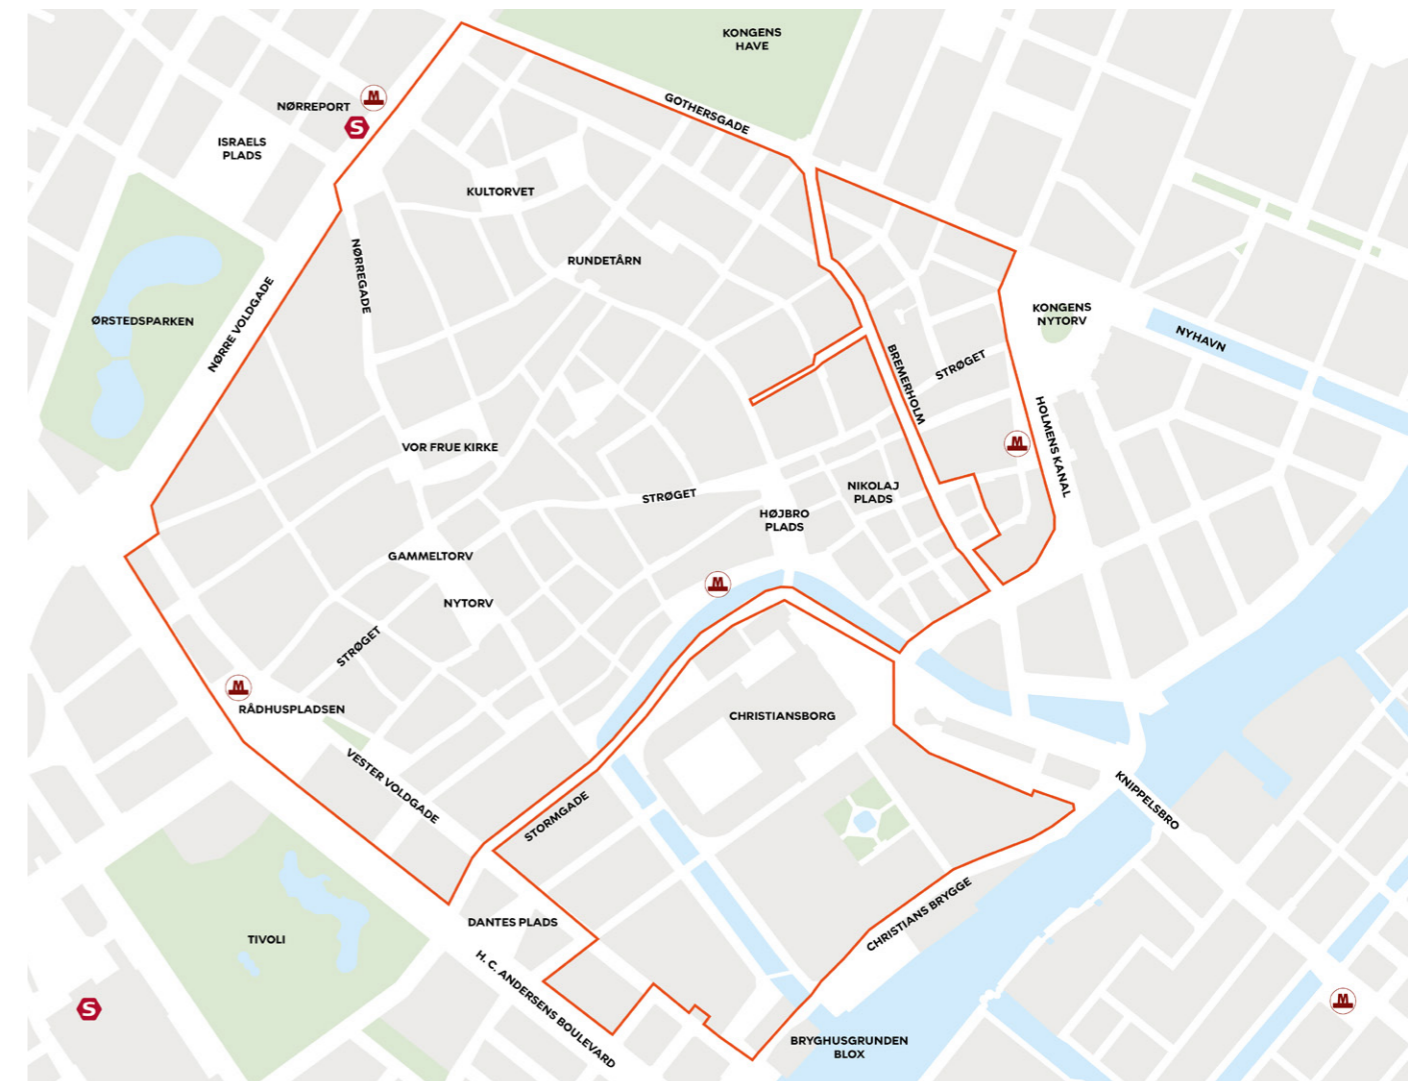 KONGENS
HAVE
GOTHERSGADE
NØRREPORT
M
S
ISRAELS
PLADS
KULTORVET
NØRREGADE
RUNDETÅRN
ØRSTEDSPARKEN
NØRRE VOLDGADE
KONGENS
NYTORV
NYHAVN
STRØGET
BREMERHOLM
HOLMENS KANAL
M
VOR FRUE KIRKE
STRØGET
NIKOLAJ
PLADS
HØJBRO
PLADS
GAMMELTORV
M
NYTORV
STRØGET
M
RÅDHUSPLADSEN
CHRISTIANSBORG
VESTER VOLDGADE
STORMGADE
KNIPPELSBRO
CHRISTIANS BRYGGE
DANTES PLADS
TIVOLI
H. C. ANDERSENS BOULEVARD
S
M
BRYGHUSGRUNDEN
BLOX